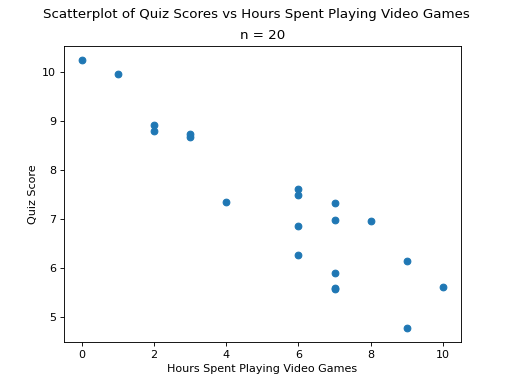 Scatterplot of Quiz Scores vs Hours Spent Playing Video Games
n = 20
10
9
8
7
6
5
Quiz Score
0 2 4 6 8 10
Hours Spent Playing Video Games